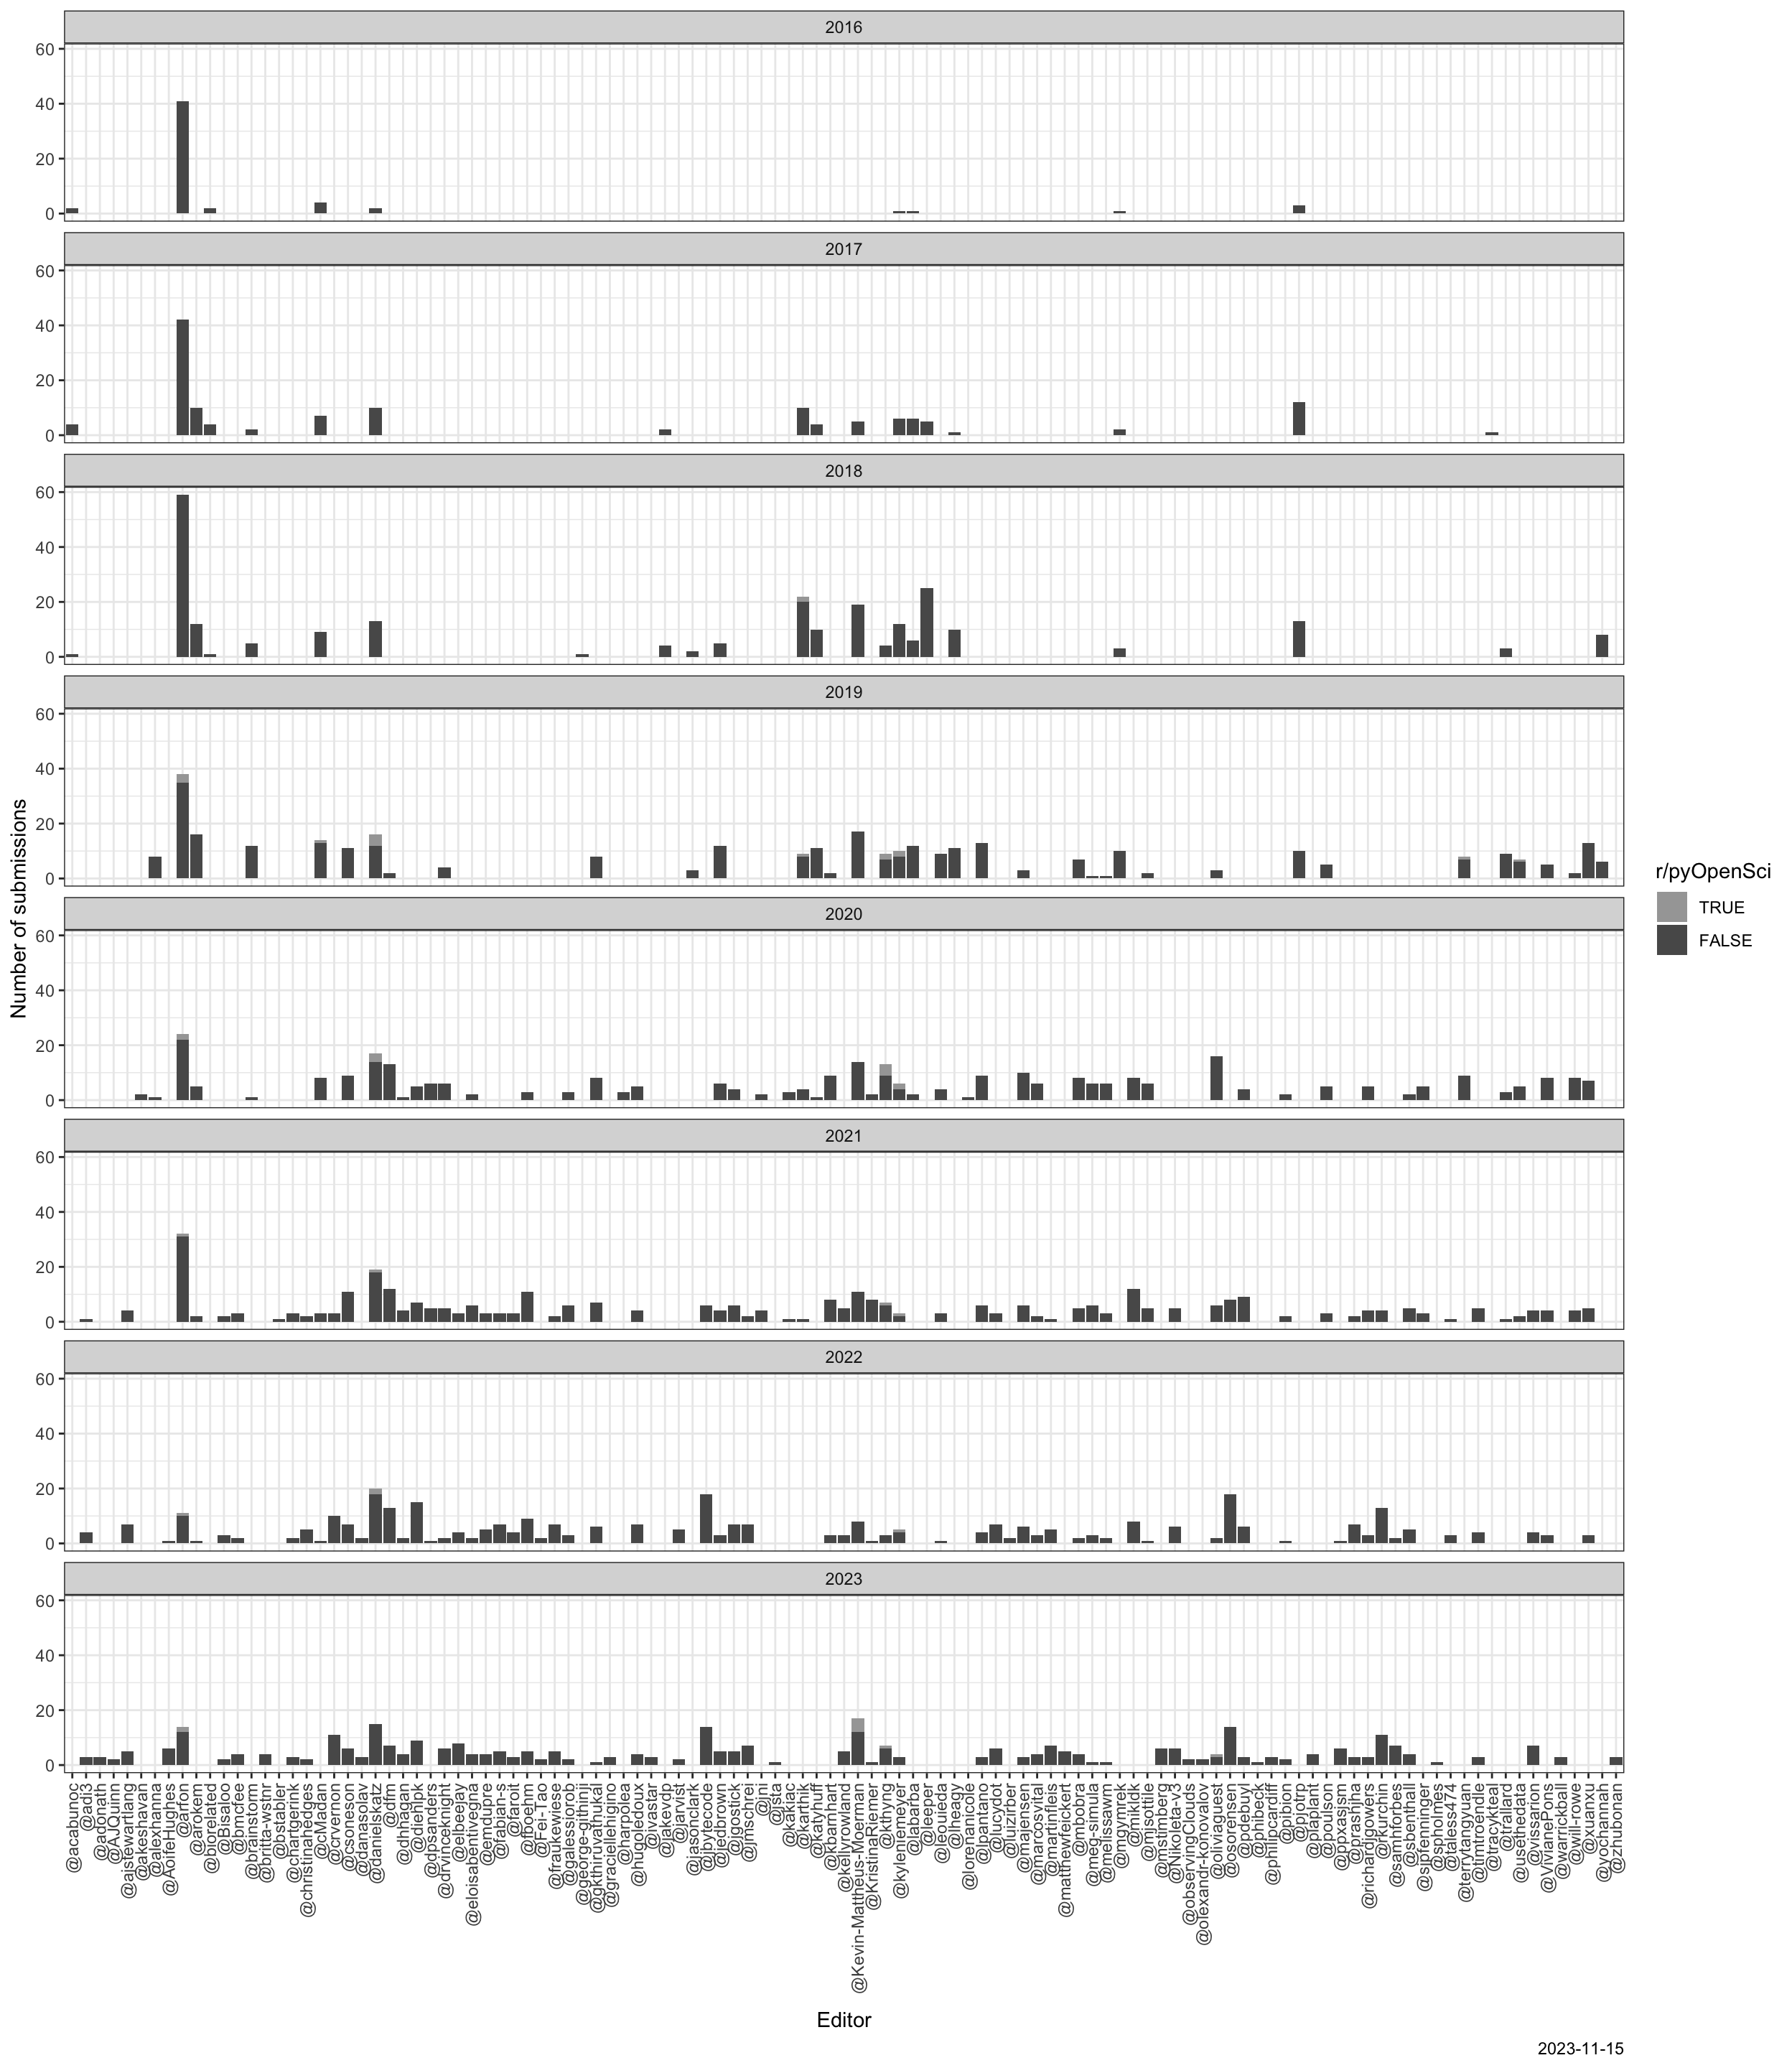 2016
60
40
20
0
2017
60
40
20
0
2018
60
40
20
0
2019
60
40
20
0
2020
60
40
20
0
2021
60
40
20
0
2022
60
40
20
0
2023
60
40
20
0
Number of submissions
@acabunoc
@adi3
@adonath
@AJQuinn
@ajstewartlang
@akeshavan
@alexhanna
@AoifeHughes
@arfon
@arokem
@biorelated
@Bisaloo
@bmcfee
@brainstorm
@britta-wstnr
@bstabler
@chartgerink
@christinahedges
@cMadan
@crvernon
@csoneson
@danasolav
@danielskatz
@dfm
@dhhagan
@diehlpk
@dpsanders
@drvinceknight
@elbeejay
@eloisabentivegna
@emdupre
@fabian-s
@faroit
@fboehm
@Fei-Tao
@fraukewiese
@galessiorob
@george-githinji
@gkthiruvathukal
@graciellehigino
@harpolea
@hugoledoux
@ivastar
@jakevdp
@jarvist
@jasonclark
@jbytecode
@jedbrown
@jgostick
@jmschrei
@jni
@jsta
@kakiac
@karthik
@katyhuff
@kbarnhart
@kellyrowland
@Kevin-Mattheus-Moerman
@KristinaRiemer
@kthyng
@kyleniemeyer
@labarba
@leeper
@leouieda
@lheagy
@lorenanicole
@lpantano
@lucydot
@luizirber
@majensen
@marcosvital
@martinfleis
@matthewfeickert
@mbobra
@meg-simula
@melissawm
@mgymrek
@mikldk
@mjsottile
@mstimberg
@Nikoleta-v3
@observingClouds
@olexandr-konovalov
@oliviaguest
@osorensen
@pdebuyl
@phibeck
@philipcardiff
@pibion
@pjotrp
@plaplant
@poulson
@ppxasjsm
@prashjha
@richardjgowers
@rkurchin
@samhforbes
@sbenthall
@sjpfenninger
@spholmes
@taless474
@terrytangyuan
@timtroendle
@tracykteal
@trallard
@usethedata
@vissarion
@VivianePons
@warrickball
@will-rowe
@xuanxu
@yochannah
@zhubonan
Editor
r/pyOpenSci
TRUE
FALSE
2023-11-15